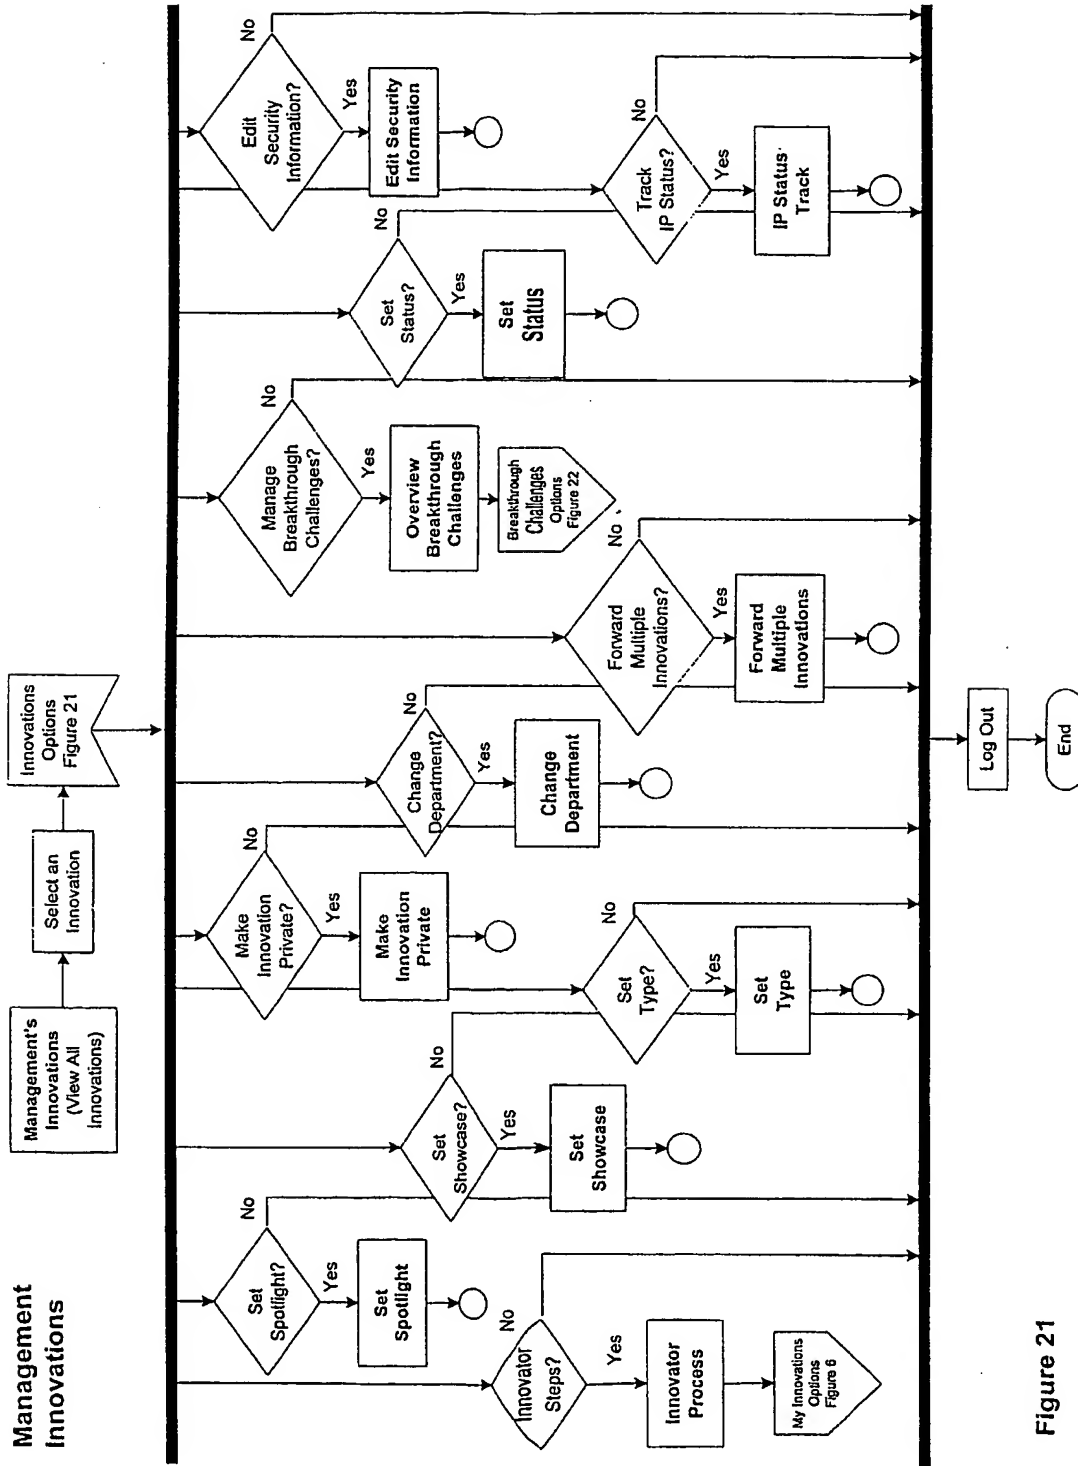 Management
Innovations
Management's
Innovations
(View All
Innovations)
Select an
Innovation
Innovations
Options
Figure 21
Innovator
Steps?
No
Yes
Innovator
Process
My Innovations
Options
Figure 6
Set
Spotlight?
No
Yes
Set
Spotlight
Set
Showcase?
No
Yes
Set
Showcase
Set
Type?
No
Yes
Set
Type
Make
Innovation
Private?
No
Yes
Make
Innovation
Private
Change
Department?
No
Yes
Change
Department
Forward
Multiple
Innovations?
No
Yes
Forward
Multiple
Innovations
Manage
Breakthrough
Challenges?
No
Yes
Overview
Breakthrough
Challenges
Breakthrough
Challenges
Options
Figure 22
Set
Status?
No
Yes
Set
Status
Track
IP Status?
No
Yes
IP Status
Track
Edit
Security
Information?
No
Yes
Edit Security
Information
Log Out
End
Figure 21